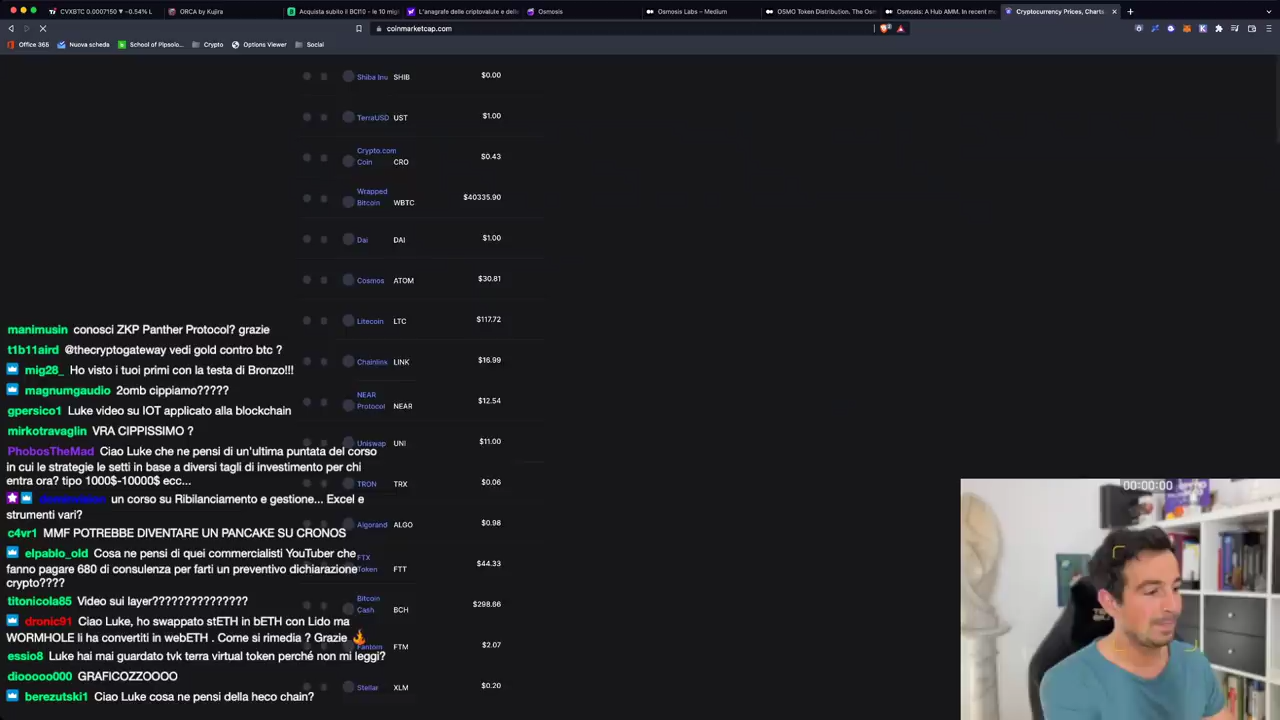 CVXBTC 0.0007150 ▼ −0.54% L
ORCA by Kujira
Acquista subito il BCI10 - le 10 migl
L'anagrafe delle criptovalute e delle
Osmosis
Osmosis Labs – Medium
OSMO Token Distribution. The Osm
Osmosis: A Hub AMM. In recent m
Cryptocurrency Prices, Charts
coinmarketcap.com
Office 365
Nuova scheda
School of Pipsolo...
Crypto
Options Viewer
Social
Shiba Inu SHIB $0.00
TerraUSD UST $1.00
Crypto.com
Coin CRO $0.43
Wrapped
Bitcoin WBTC $40335.90
Dai DAI $1.00
Cosmos ATOM $30.81
Litecoin LTC $117.72
Chainlink LINK $16.99
NEAR
Protocol NEAR $12.54
Uniswap UNI $11.00
TRON TRX $0.06
Algorand ALGO $0.98
FTX
Token FTT $44.33
Bitcoin
Cash BCH $298.66
Fantom FTM $2.07
Stellar XLM $0.20
manimusin conosci ZKP Panther Protocol? grazie
t1b11aird @thecryptogateway vedi gold contro btc ?
mig28_ Ho visto i tuoi primi con la testa di Bronzo!!!
magnumgaudio 2omb cippiamo?????
gpersico1 Luke video su IOT applicato alla blockchain
mirkotravaglin VRA CIPPISSIMO ?
PhobosTheMad Ciao Luke che ne pensi di un'ultima puntata del corso
in cui le strategie le setti in base a diversi tagli di investimento per chi
entra ora? tipo 1000$-10000$ ecc...
un corso su Ribilanciamento e gestione... Excel e
strumenti vari?
c4vr1 MMF POTREBBE DIVENTARE UN PANCAKE SU CRONOS
elpablo_old Cosa ne pensi di quei commercialisti YouTuber che
fanno pagare 680 di consulenza per farti un preventivo dichiarazione
crypto????
titonicola85 Video sui layer???????????????
dronic91 Ciao Luke, ho swappato stETH in bETH con Lido ma
WORMHOLE li ha convertiti in webETH . Come si rimedia ? Grazie
essio8 Luke hai mai guardato tvk terra virtual token perché non mi leggi?
diooooo000 GRAFICOZZOOOO
berezutski1 Ciao Luke cosa ne pensi della heco chain?
00:00:00